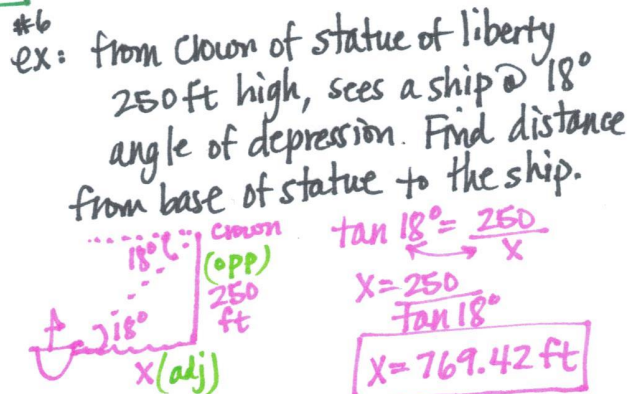 #6
ex: from Crown of statue of liberty
250ft high, sees a ship @ 18°
angle of depression. Find distance
from base of statue to the ship.
crown
18°
(opp)
250
ft
18°
x(adj)
tan 18° = 250
x
x = 250
Tan 18°
x = 769.42 ft